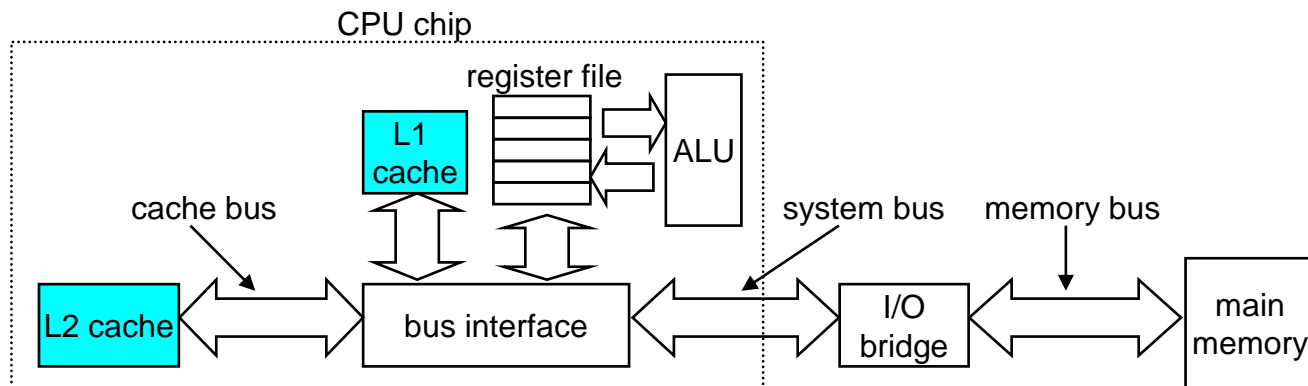 CPU chip
register file
L1
cache
ALU
cache bus
system bus
memory bus
L2 cache
bus interface
I/O
bridge
main
memory